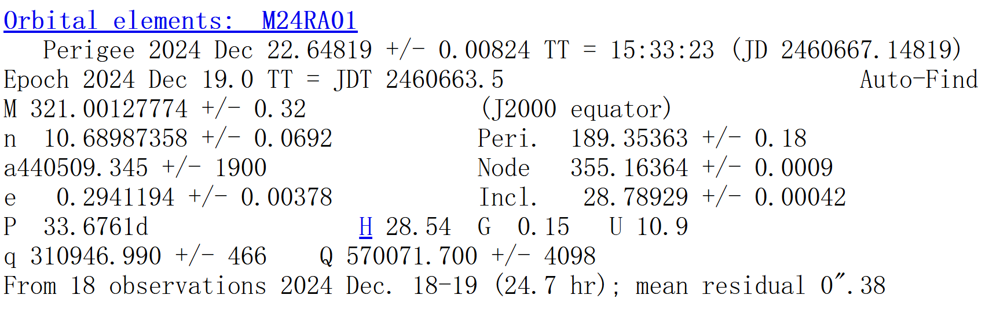 Orbital elements:  M24RA01
   Perigee 2024 Dec 22.64819 +/- 0.00824 TT = 15:33:23 (JD 2460667.14819)
Epoch 2024 Dec 19.0 TT = JDT 2460663.5                           Auto-Find
M 321.00127774 +/- 0.32             (J2000 equator)
n  10.68987358 +/- 0.0692           Peri.  189.35363 +/- 0.18
a440509.345 +/- 1900                Node   355.16364 +/- 0.0009
e   0.2941194 +/- 0.00378           Incl.   28.78929 +/- 0.00042
P  33.6761d                H 28.54  G  0.15   U 10.9
q 310946.990 +/- 466    Q 570071.700 +/- 4098
From 18 observations 2024 Dec. 18-19 (24.7 hr); mean residual 0".38